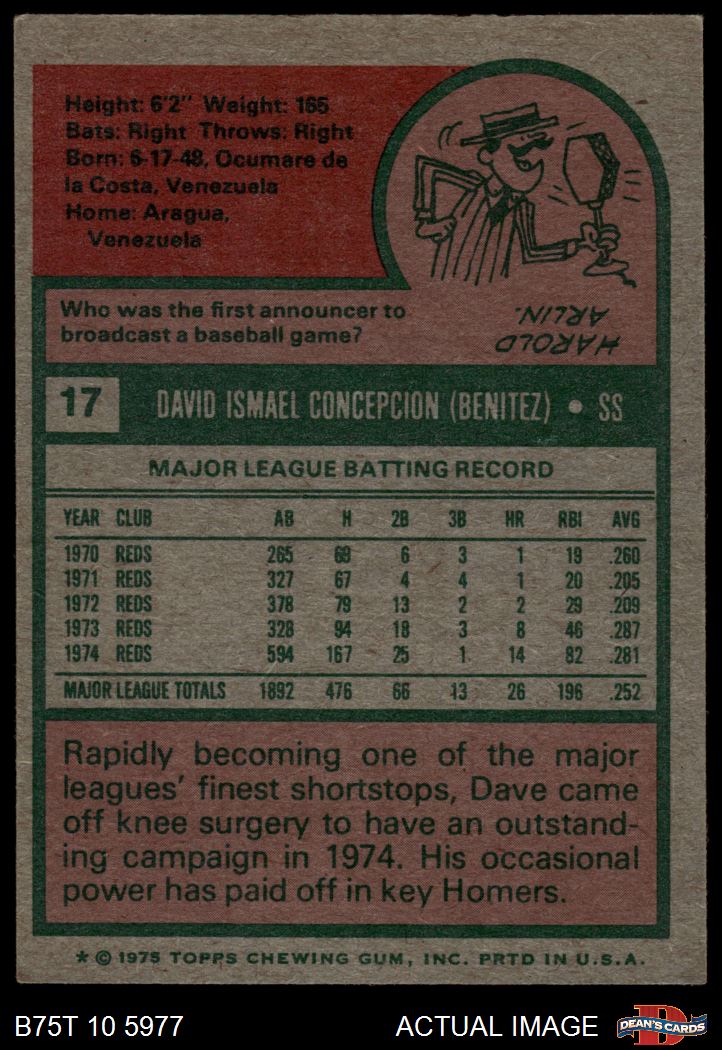 Height: 6'2" Weight: 165
Bats: Right Throws: Right
Born: 6-17-48, Ocumare de
la Costa, Venezuela
Home: Aragua,
Venezuela
Who was the first announcer to
broadcast a baseball game?
HAROLD
ARLIN.
17 DAVID ISMAEL CONCEPCION (BENITEZ) • SS
MAJOR LEAGUE BATTING RECORD
YEAR CLUB AB H 2B 3B HR RBI AVG
1970 REDS 265 69 6 3 1 19 .260
1971 REDS 327 67 4 4 1 20 .205
1972 REDS 378 79 13 2 2 29 .209
1973 REDS 328 94 18 3 8 46 .287
1974 REDS 594 167 25 1 14 82 .281
MAJOR LEAGUE TOTALS 1892 476 66 13 26 196 .252
Rapidly becoming one of the major
leagues' finest shortstops, Dave came
off knee surgery to have an outstand-
ing campaign in 1974. His occasional
power has paid off in key Homers.
* © 1975 TOPPS CHEWING GUM, INC. PRTD IN U.S.A.
B75T 10 5977 ACTUAL IMAGE DEAN'S CARDS